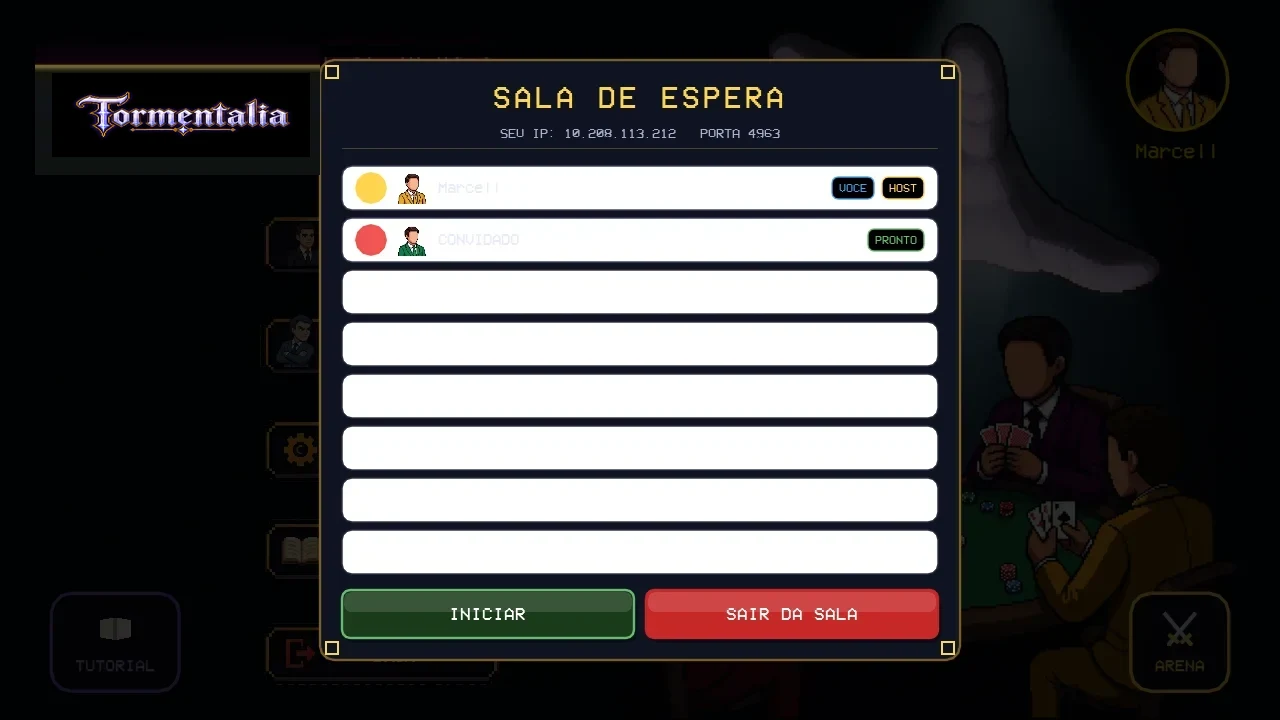 Tormentalia
SALA DE ESPERA
SEU IP: 10.208.113.212 PORTA 4963
Marcell
Marcell VOCE HOST
CONVIDADO PRONTO
INICIAR SAIR DA SALA
TUTORIAL
ARENA